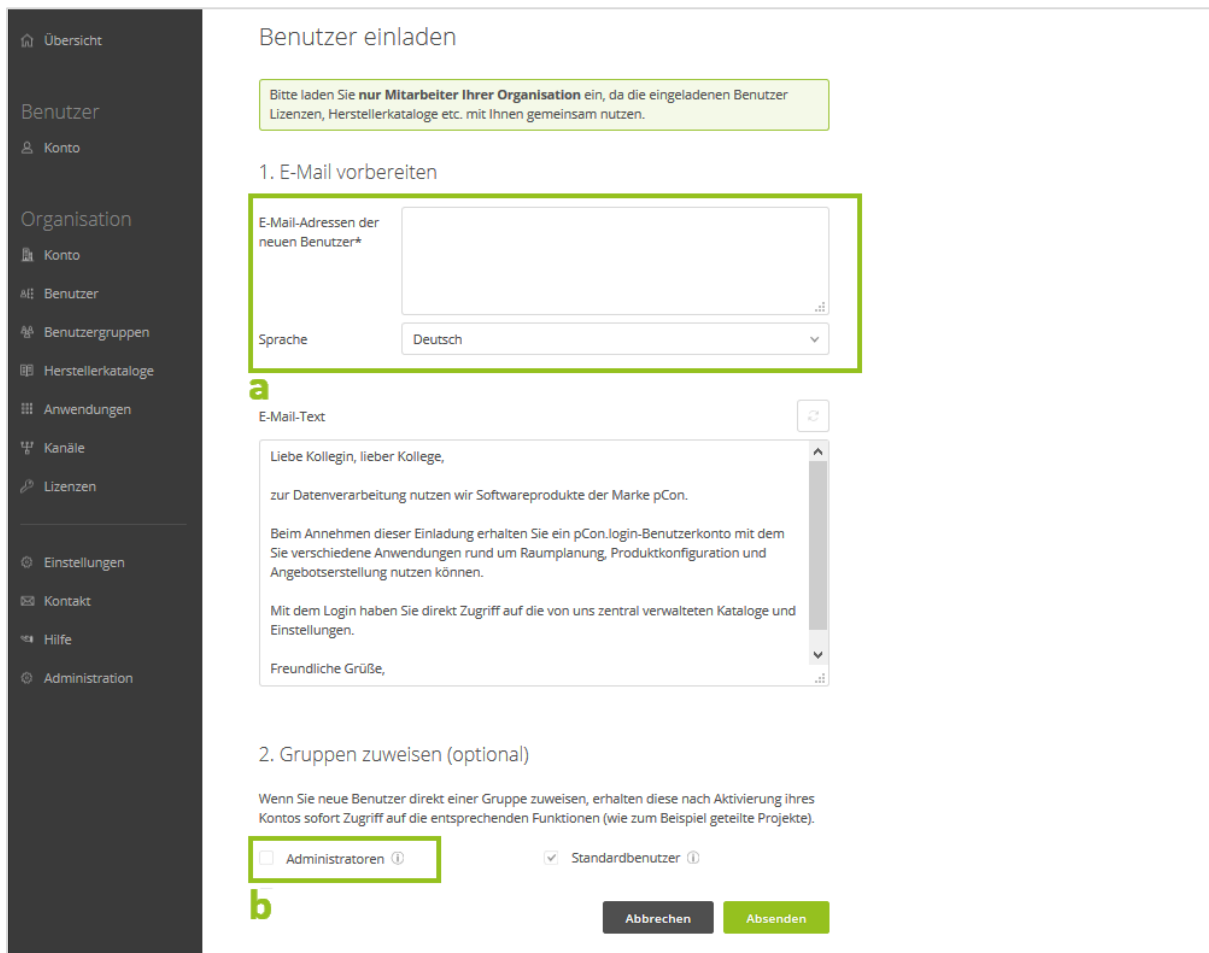 Übersicht
Benutzer
Konto
Organisation
Konto
Benutzer
Benutzergruppen
Herstellerkataloge
Anwendungen
Kanäle
Lizenzen
Einstellungen
Kontakt
Hilfe
Administration
Benutzer einladen
Bitte laden Sie nur Mitarbeiter Ihrer Organisation ein, da die eingeladenen Benutzer
Lizenzen, Herstellerkataloge etc. mit Ihnen gemeinsam nutzen.
1. E-Mail vorbereiten
E-Mail-Adressen der
neuen Benutzer*
Sprache
Deutsch
a
E-Mail-Text
Liebe Kollegin, lieber Kollege,
zur Datenverarbeitung nutzen wir Softwareprodukte der Marke pCon.
Beim Annehmen dieser Einladung erhalten Sie ein pCon.login-Benutzerkonto mit dem
Sie verschiedene Anwendungen rund um Raumplanung, Produktkonfiguration und
Angebotserstellung nutzen können.
Mit dem Login haben Sie direkt Zugriff auf die von uns zentral verwalteten Kataloge und
Einstellungen.
Freundliche Grüße,
2. Gruppen zuweisen (optional)
Wenn Sie neue Benutzer direkt einer Gruppe zuweisen, erhalten diese nach Aktivierung ihres
Kontos sofort Zugriff auf die entsprechenden Funktionen (wie zum Beispiel geteilte Projekte).
Administratoren
Standardbenutzer
b
Abbrechen
Absenden